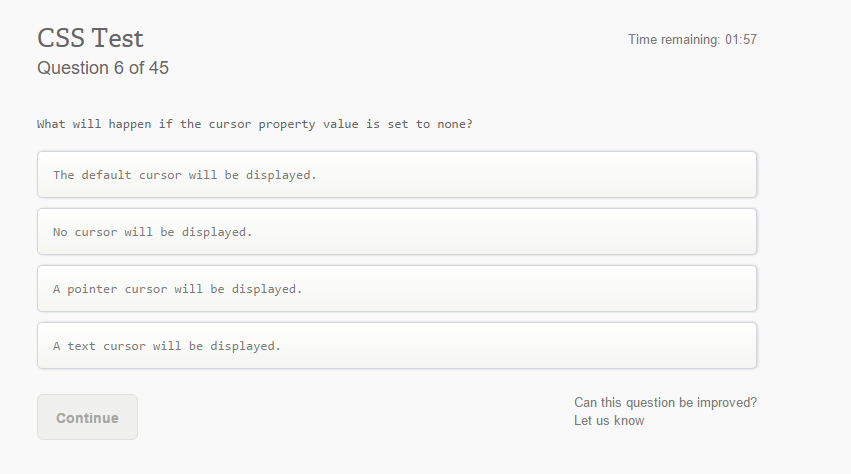 CSS Test
Time remaining: 01:57
Question 6 of 45
What will happen if the cursor property value is set to none?
The default cursor will be displayed.
No cursor will be displayed.
A pointer cursor will be displayed.
A text cursor will be displayed.
Continue
Can this question be improved?
Let us know